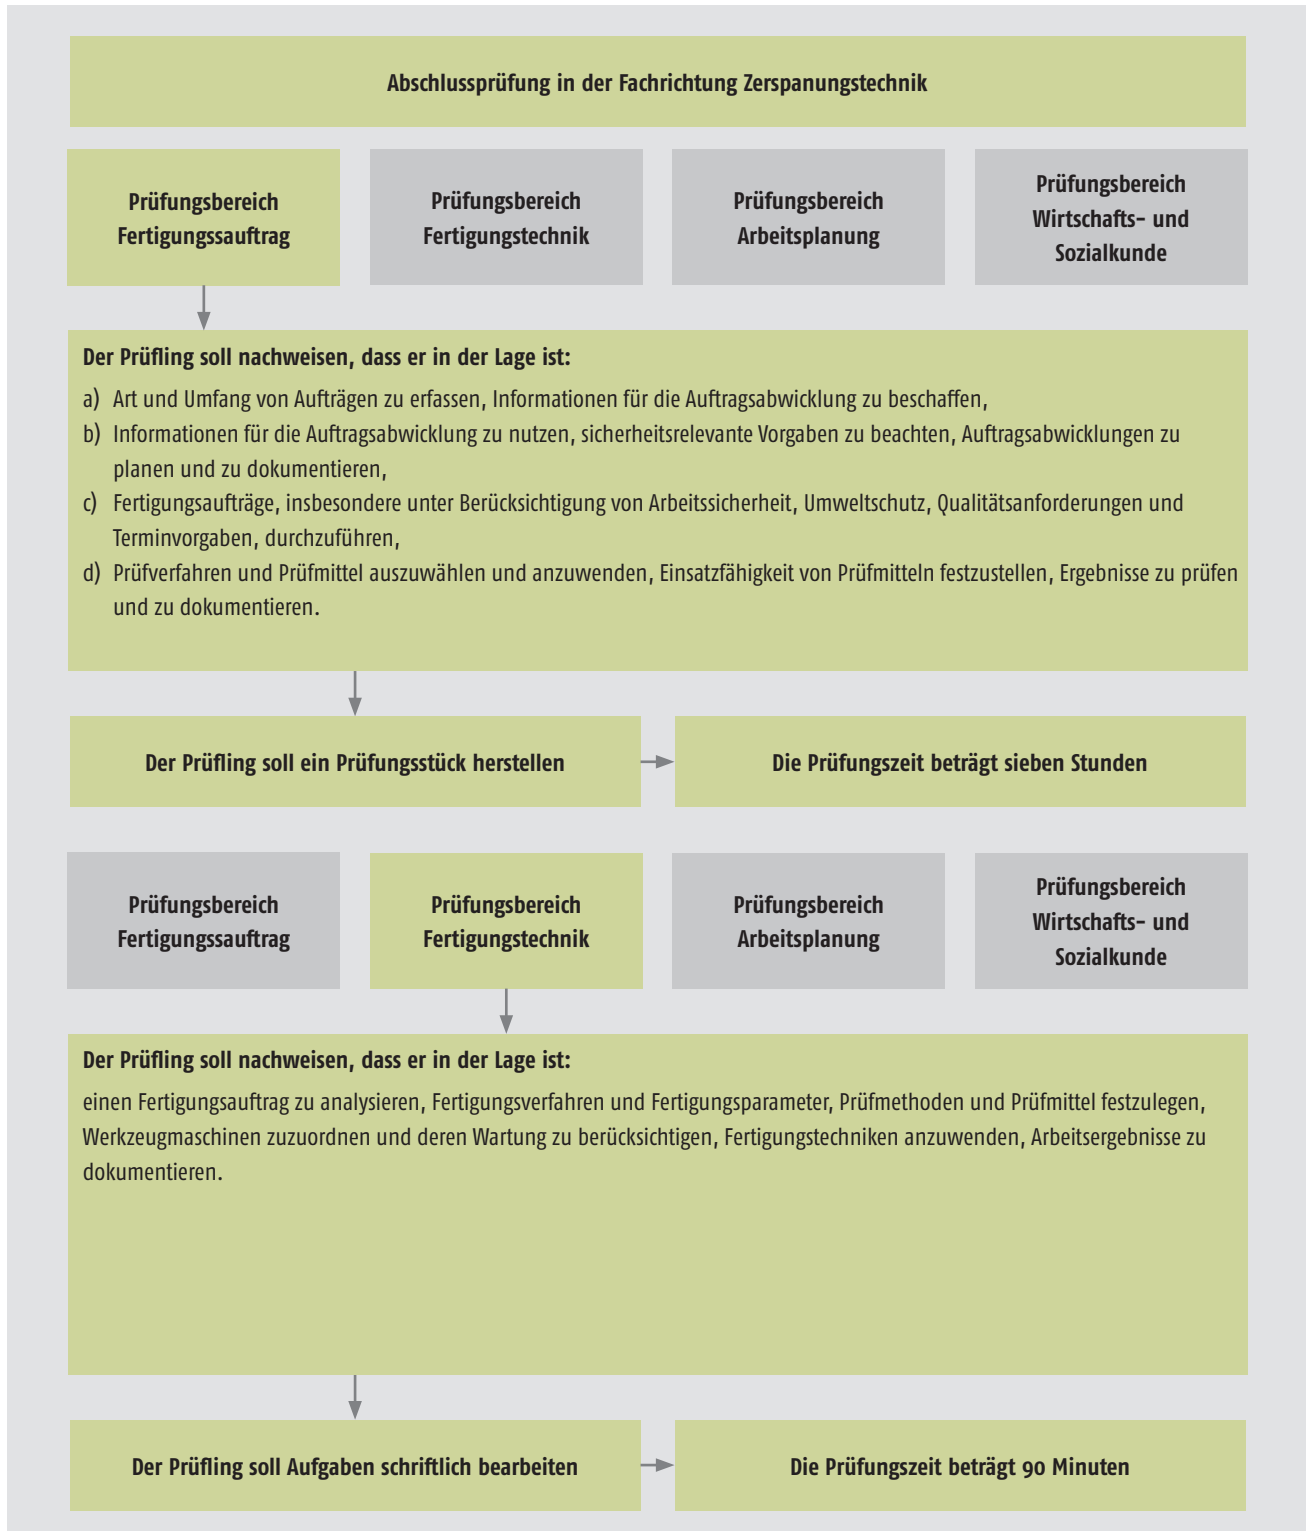 Abschlussprüfung in der Fachrichtung Zerspanungstechnik
Prüfungsbereich
Fertigungssauftrag
Prüfungsbereich
Fertigungstechnik
Prüfungsbereich
Arbeitsplanung
Prüfungsbereich
Wirtschafts- und
Sozialkunde
Der Prüfling soll nachweisen, dass er in der Lage ist:
a) Art und Umfang von Aufträgen zu erfassen, Informationen für die Auftragsabwicklung zu beschaffen,
b) Informationen für die Auftragsabwicklung zu nutzen, sicherheitsrelevante Vorgaben zu beachten, Auftragsabwicklungen zu
planen und zu dokumentieren,
c) Fertigungsaufträge, insbesondere unter Berücksichtigung von Arbeitssicherheit, Umweltschutz, Qualitätsanforderungen und
Terminvorgaben, durchzuführen,
d) Prüfverfahren und Prüfmittel auszuwählen und anzuwenden, Einsatzfähigkeit von Prüfmitteln festzustellen, Ergebnisse zu prüfen
und zu dokumentieren.
Der Prüfling soll ein Prüfungsstück herstellen
Die Prüfungszeit beträgt sieben Stunden
Prüfungsbereich
Fertigungssauftrag
Prüfungsbereich
Fertigungstechnik
Prüfungsbereich
Arbeitsplanung
Prüfungsbereich
Wirtschafts- und
Sozialkunde
Der Prüfling soll nachweisen, dass er in der Lage ist:
einen Fertigungsauftrag zu analysieren, Fertigungsverfahren und Fertigungsparameter, Prüfmethoden und Prüfmittel festzulegen,
Werkzeugmaschinen zuzuordnen und deren Wartung zu berücksichtigen, Fertigungstechniken anzuwenden, Arbeitsergebnisse zu
dokumentieren.
Der Prüfling soll Aufgaben schriftlich bearbeiten
Die Prüfungszeit beträgt 90 Minuten